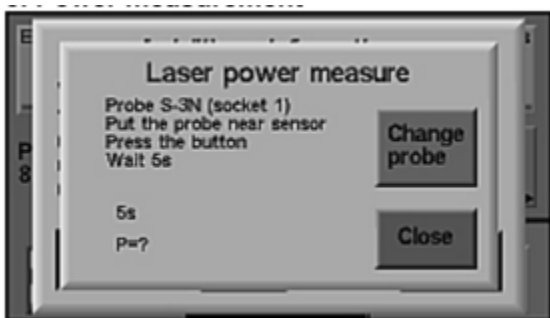 Laser power measure
Probe S-3N (socket 1)
Put the probe near sensor
Press the button
Wait 5s
Change
probe
5s
P=?
Close